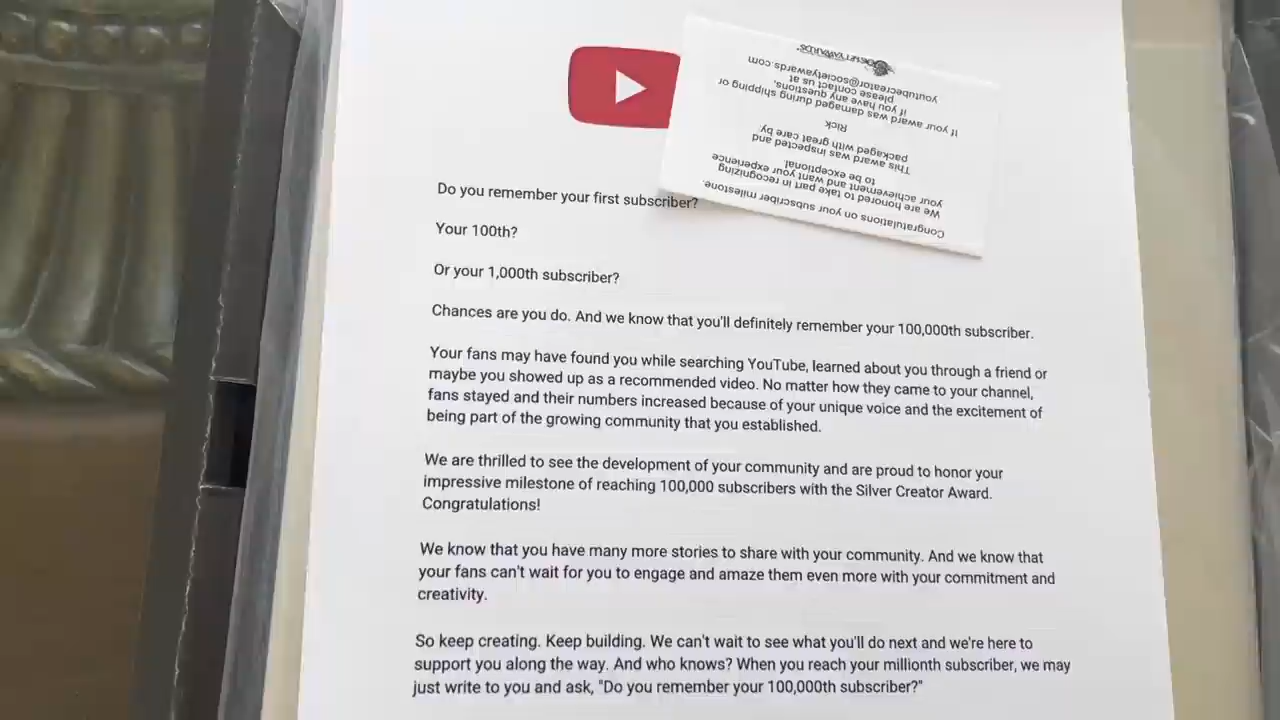 Do you remember your first subscriber?
Your 100th?
Or your 1,000th subscriber?
Chances are you do. And we know that you'll definitely remember your 100,000th subscriber.
Your fans may have found you while searching YouTube, learned about you through a friend or
maybe you showed up as a recommended video. No matter how they came to your channel,
fans stayed and their numbers increased because of your unique voice and the excitement of
being part of the growing community that you established.
We are thrilled to see the development of your community and are proud to honor your
impressive milestone of reaching 100,000 subscribers with the Silver Creator Award.
Congratulations!
We know that you have many more stories to share with your community. And we know that
your fans can't wait for you to engage and amaze them even more with your commitment and
creativity.
So keep creating. Keep building. We can't wait to see what you'll do next and we're here to
support you along the way. And who knows? When you reach your millionth subscriber, we may
just write to you and ask, "Do you remember your 100,000th subscriber?"
Congratulations on your subscriber milestone.
We are honored to take part in recognizing
your achievement and want your experience
to be exceptional.
This award was inspected and
packaged with great care by:
Rick
If your award was damaged during shipping or
if you have any questions,
please contact us at
youtubecreator@societyawards.com
SOCIETY AWARDS